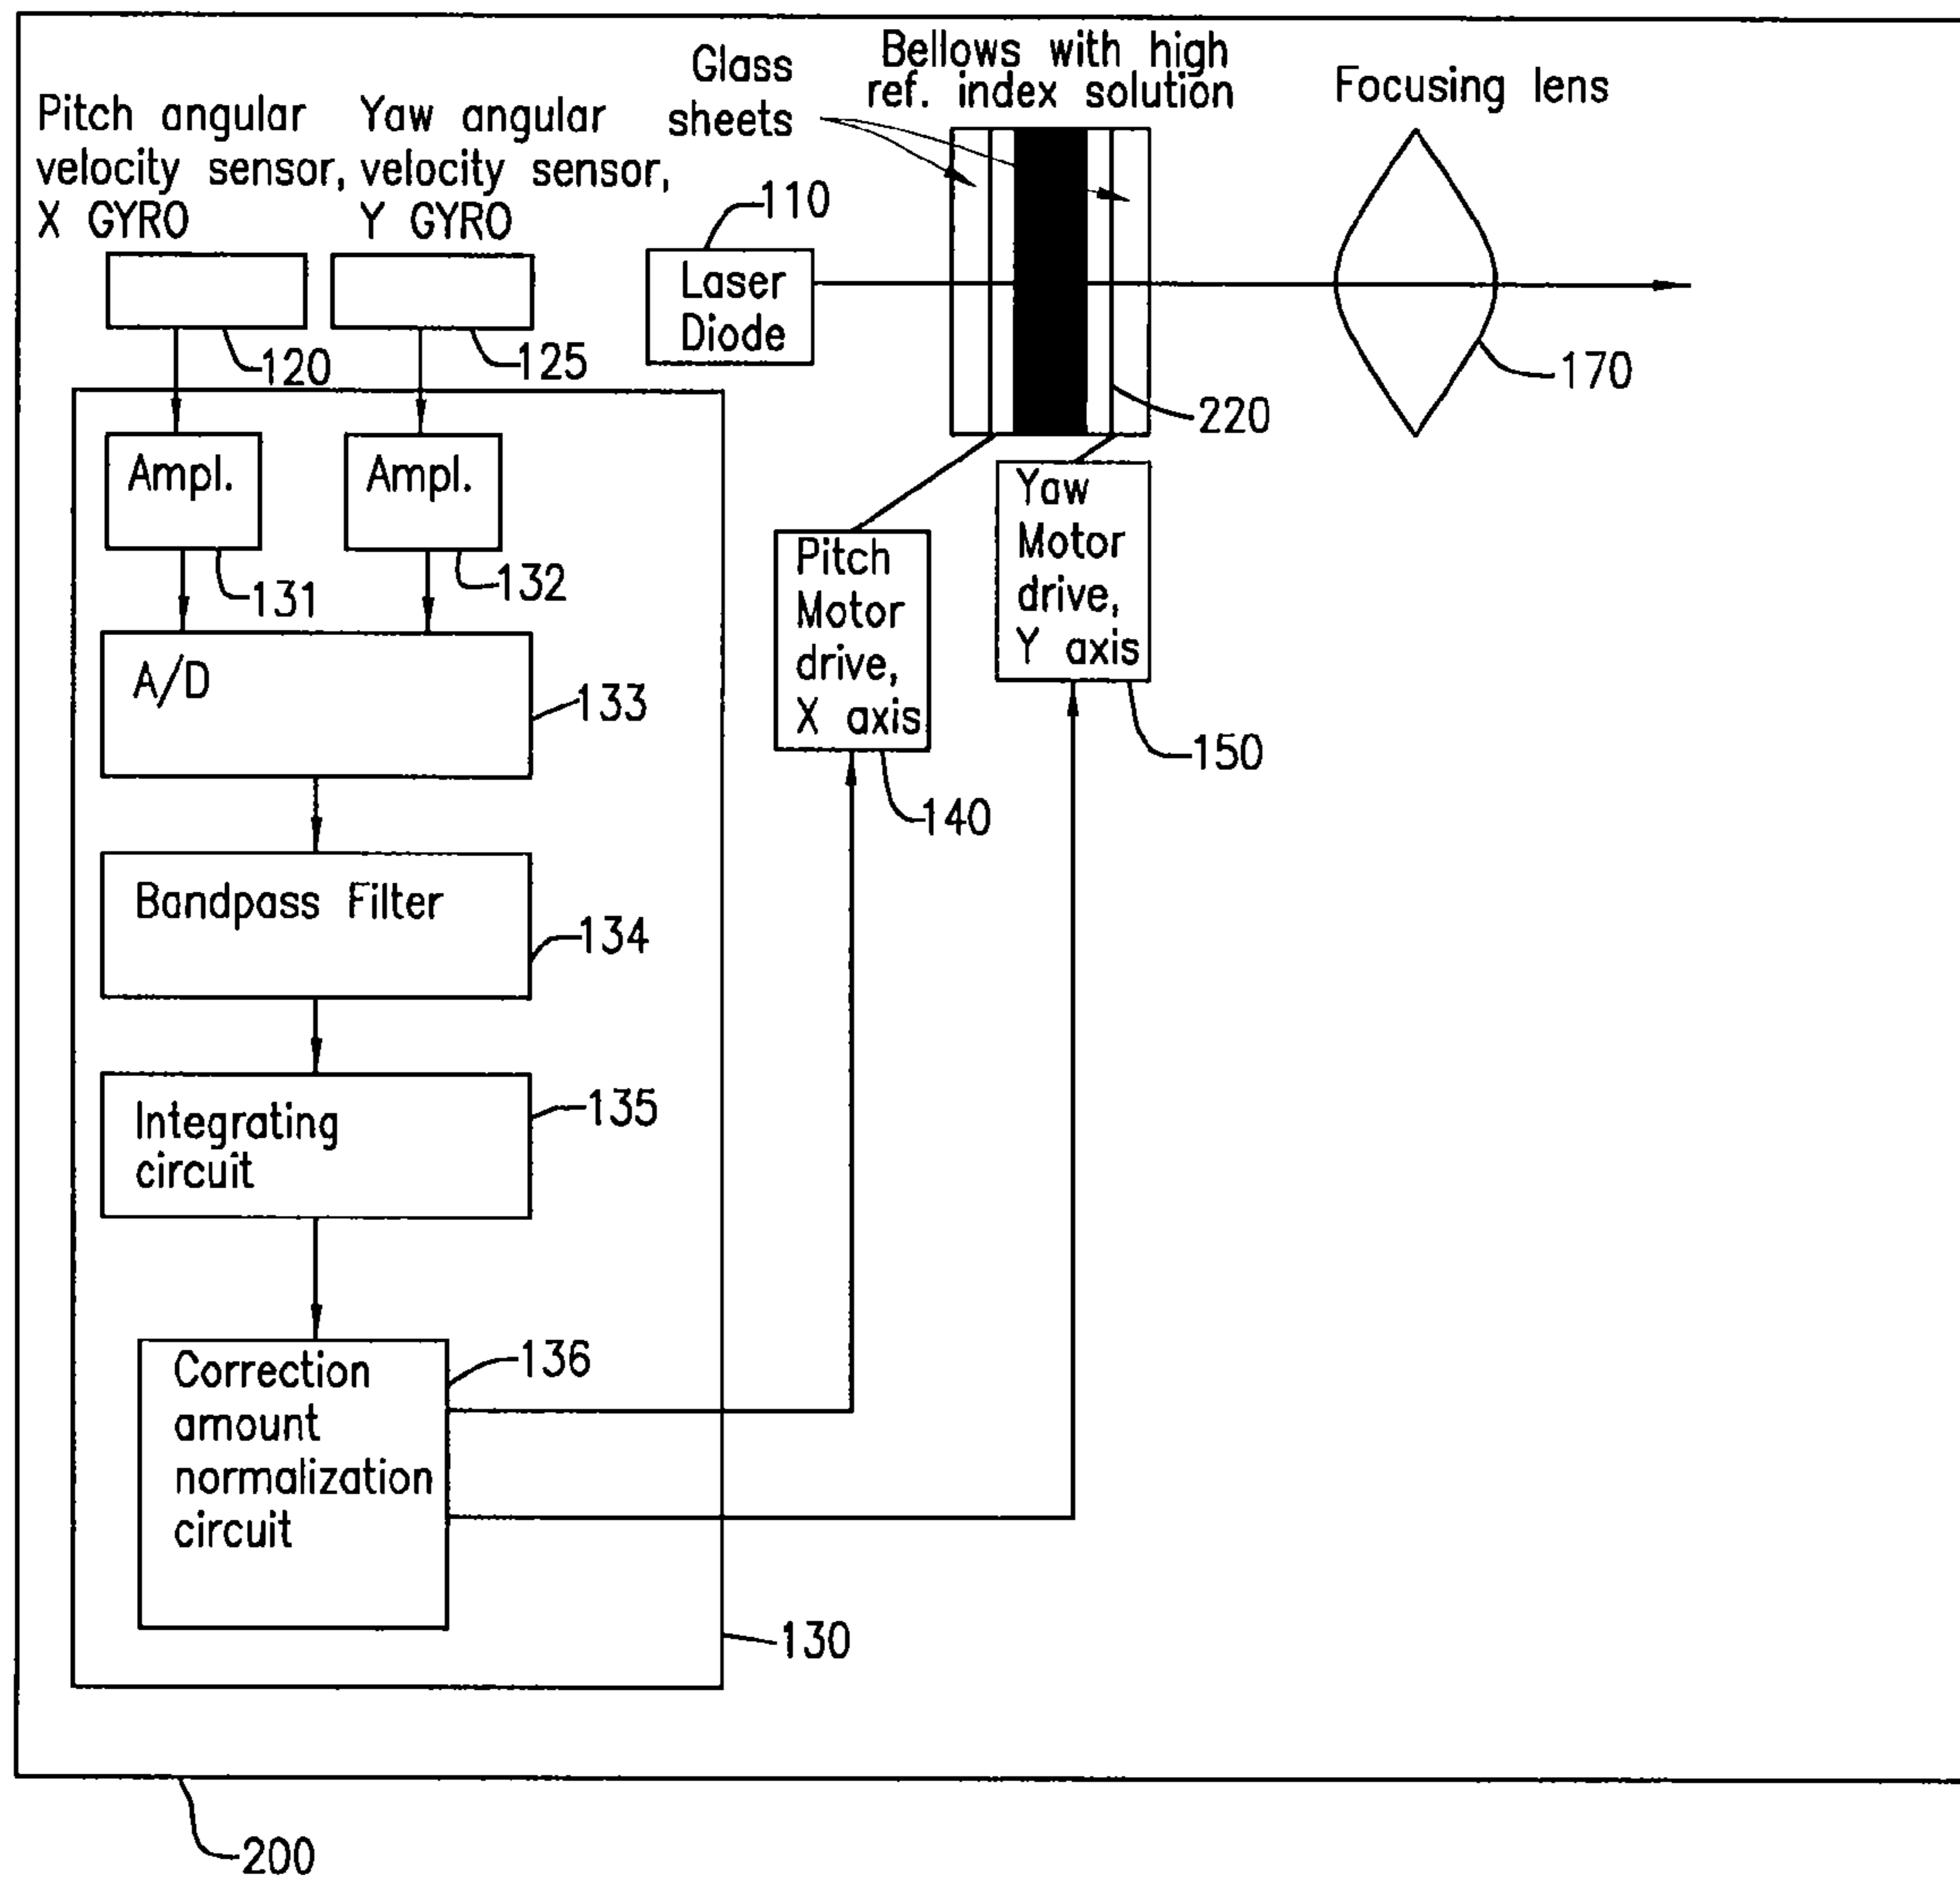 Pitch angular
velocity sensor,
X GYRO
Yaw angular
velocity sensor,
Y GYRO
Glass
sheets
Bellows with high
ref. index solution
Focusing lens
110
Laser
Diode
120
125
170
220
Ampl.
Ampl.
131
132
Yaw
Motor
drive,
Y axis
Pitch
Motor
drive,
X axis
A/D
133
150
140
Bandpass Filter
134
Integrating
circuit
135
Correction
amount
normalization
circuit
136
130
200